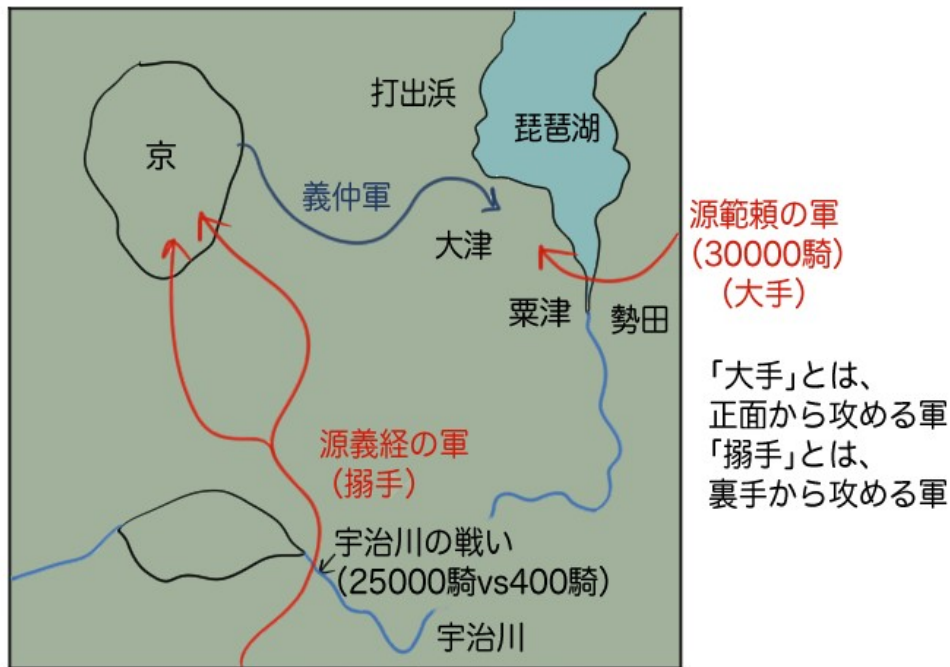 打出浜
琵琶湖
京
義仲軍
源範頼の軍
(30000騎)
(大手)
大津
粟津
勢田
「大手」とは、
正面から攻める軍
「搦手」とは、
裏手から攻める軍
源義経の軍
(搦手)
宇治川の戦い
(25000騎vs400騎)
宇治川